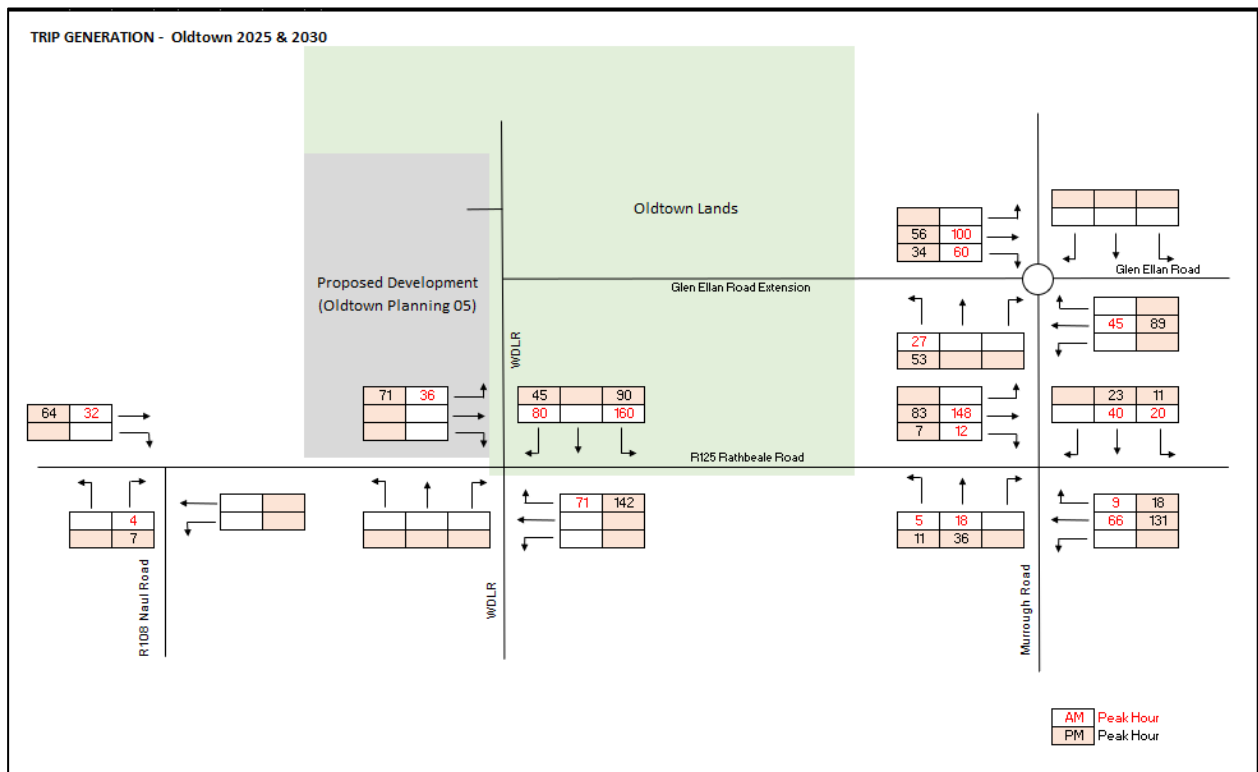 TRIP GENERATION - Oldtown 2025 & 2030
Oldtown Lands
56 100
34 60
Glen Ellan Road
Proposed Development
(Oldtown Planning 05)
Glen Ellan Road Extension
45 89
27
53
WDLR
64 32
71 36
45 90
80 160
83 148
7 12
23 11
40 20
R125 Rathbeale Road
4
7
71 142
5 18
11 36
9 18
66 131
R108 Naul Road
WDLR
Murrough Road
AM Peak Hour
PM Peak Hour